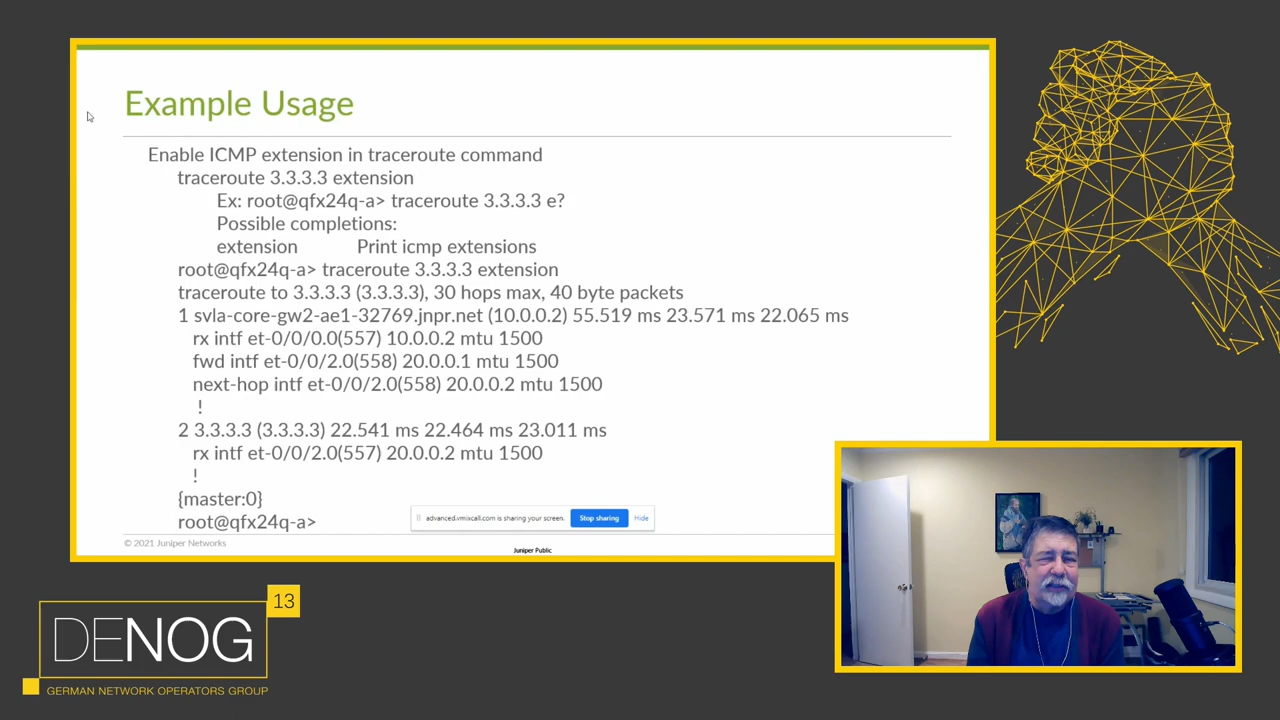 Example Usage
Enable ICMP extension in traceroute command
traceroute 3.3.3.3 extension
Ex: root@qfx24q-a> traceroute 3.3.3.3 e?
Possible completions:
extension Print icmp extensions
root@qfx24q-a> traceroute 3.3.3.3 extension
traceroute to 3.3.3.3 (3.3.3.3), 30 hops max, 40 byte packets
1 svla-core-gw2-ae1-32769.jnpr.net (10.0.0.2) 55.519 ms 23.571 ms 22.065 ms
rx intf et-0/0/0.0(557) 10.0.0.2 mtu 1500
fwd intf et-0/0/2.0(558) 20.0.0.1 mtu 1500
next-hop intf et-0/0/2.0(558) 20.0.0.2 mtu 1500
!
2 3.3.3.3 (3.3.3.3) 22.541 ms 22.464 ms 23.011 ms
rx intf et-0/0/2.0(557) 20.0.0.2 mtu 1500
!
{master:0}
root@qfx24q-a>
advanced.vmixcall.com is sharing your screen. Stop sharing Hide
© 2021 Juniper Networks
Juniper Public
13
DENOG
GERMAN NETWORK OPERATORS GROUP